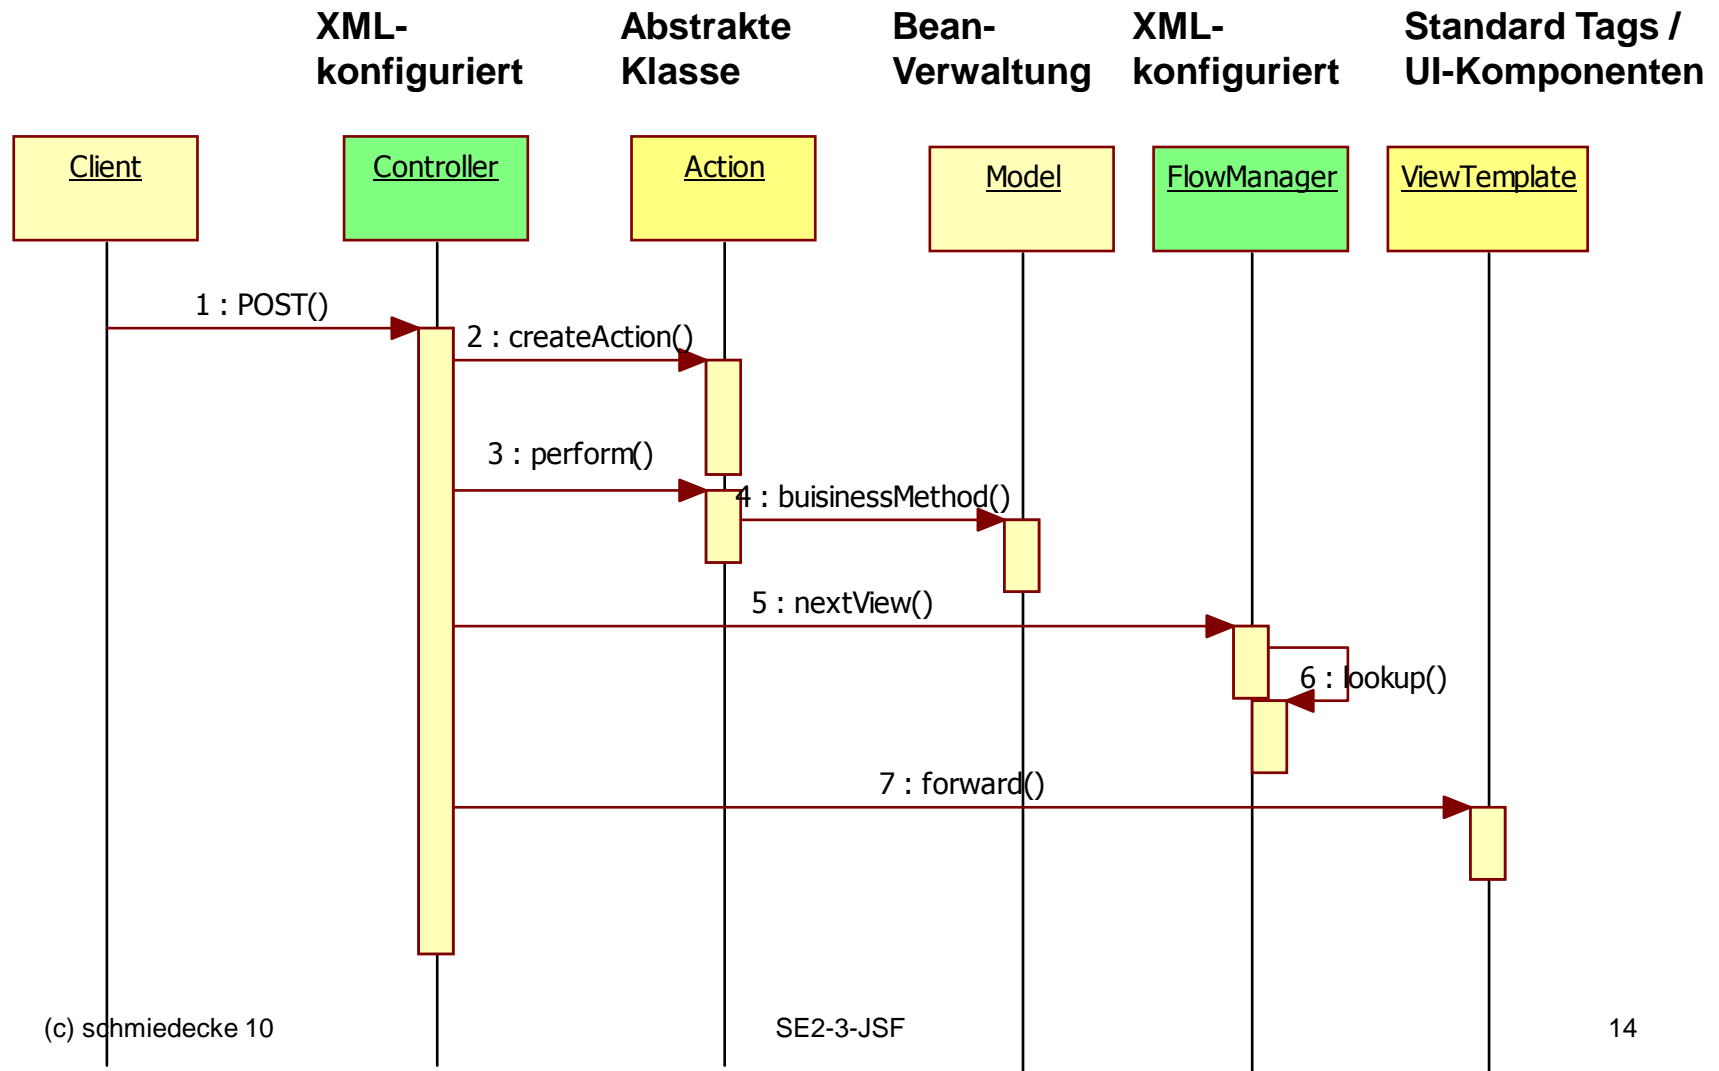 XML-
konfiguriert
Abstrakte
Klasse
Bean-
Verwaltung
XML-
konfiguriert
Standard Tags /
UI-Komponenten
Client
Controller
Action
Model
FlowManager
ViewTemplate
1 : POST()
2 : createAction()
3 : perform()
4 : buisinessMethod()
5 : nextView()
6 : lookup()
7 : forward()
(c) schmiedecke 10
SE2-3-JSF
14